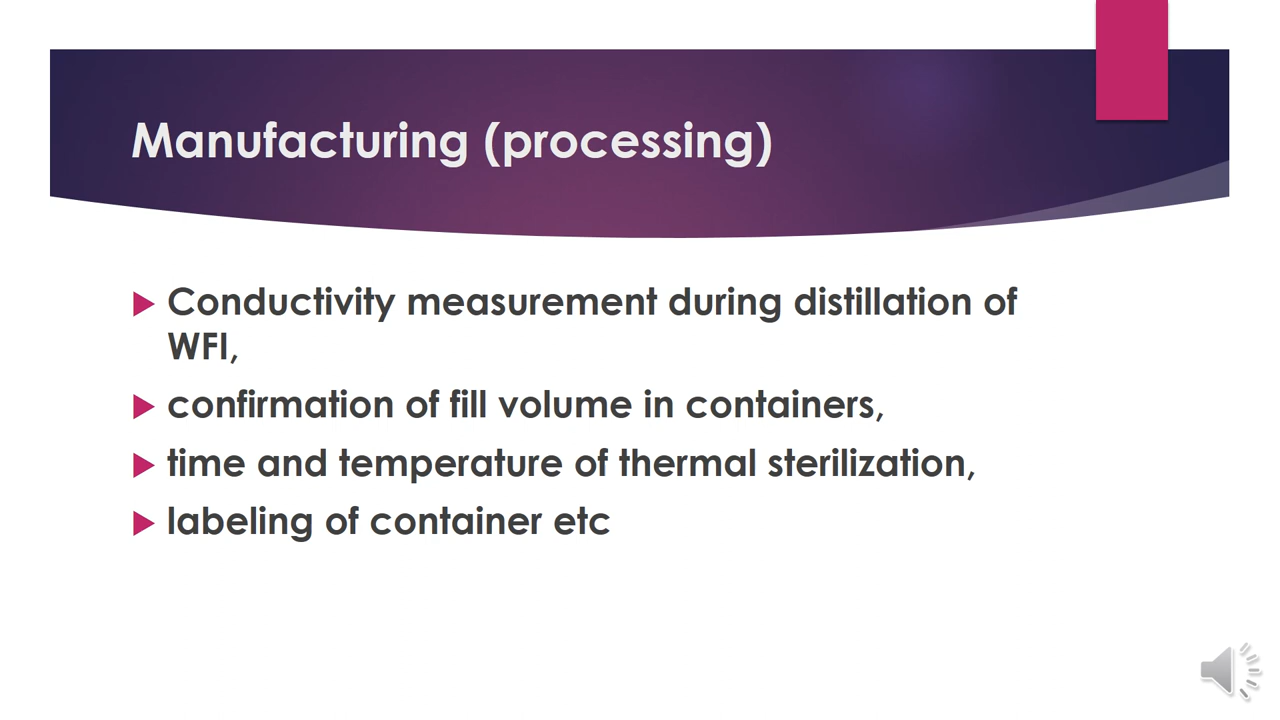 Manufacturing (processing)
Conductivity measurement during distillation of
WFI,
confirmation of fill volume in containers,
time and temperature of thermal sterilization,
labeling of container etc